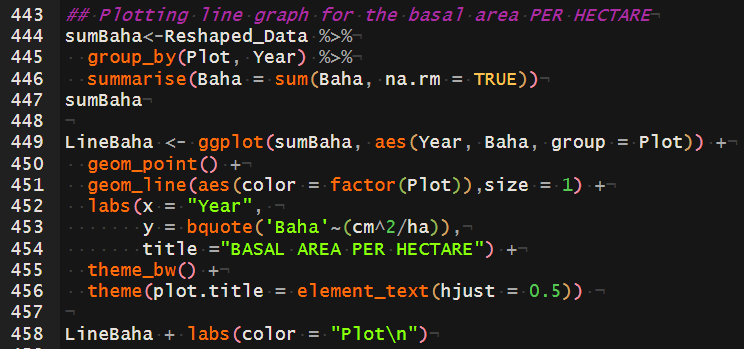 443 ## Plotting line graph for the basal area PER HECTARE¬
444 sumBaha<-Reshaped_Data %>%¬
445   group_by(Plot, Year) %>%¬
446   summarise(Baha = sum(Baha, na.rm = TRUE))¬
447 sumBaha¬
448 ¬
449 LineBaha <- ggplot(sumBaha, aes(Year, Baha, group = Plot)) +¬
450   geom_point() +¬
451   geom_line(aes(color = factor(Plot)),size = 1) +¬
452   labs(x = "Year", ¬
453        y = bquote('Baha'~(cm^2/ha)),¬
454        title ="BASAL AREA PER HECTARE") +¬
455   theme_bw() +¬
456   theme(plot.title = element_text(hjust = 0.5)) ¬
457 ¬
458 LineBaha + labs(color = "Plot\n")¬